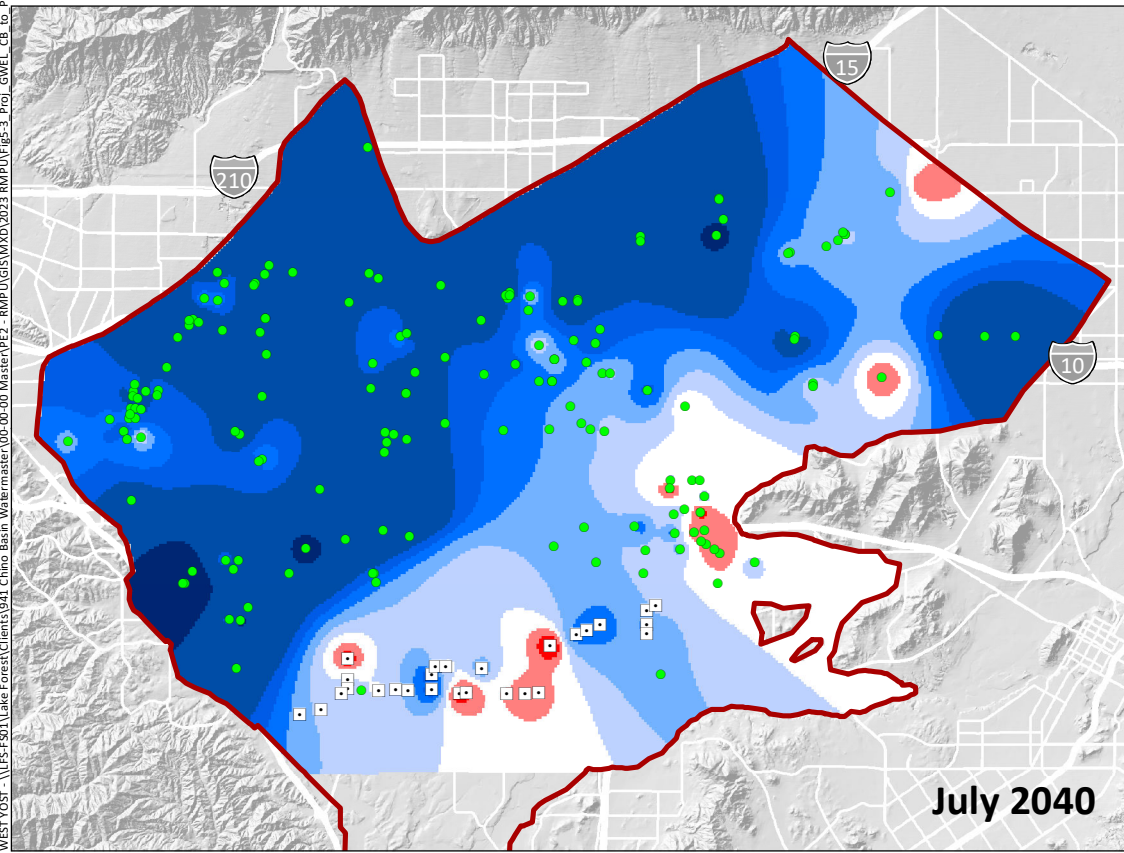 WEST YOST - \\LFS-FS01\Lake Forest\Clients\941 Chino Basin Watermaster\00-00-00 Master\PE2 - RMPU\GIS\MXD\2023 RMPU\Fig5-3_Proj_GWEL_CB_to_P
15
210
10
July 2040